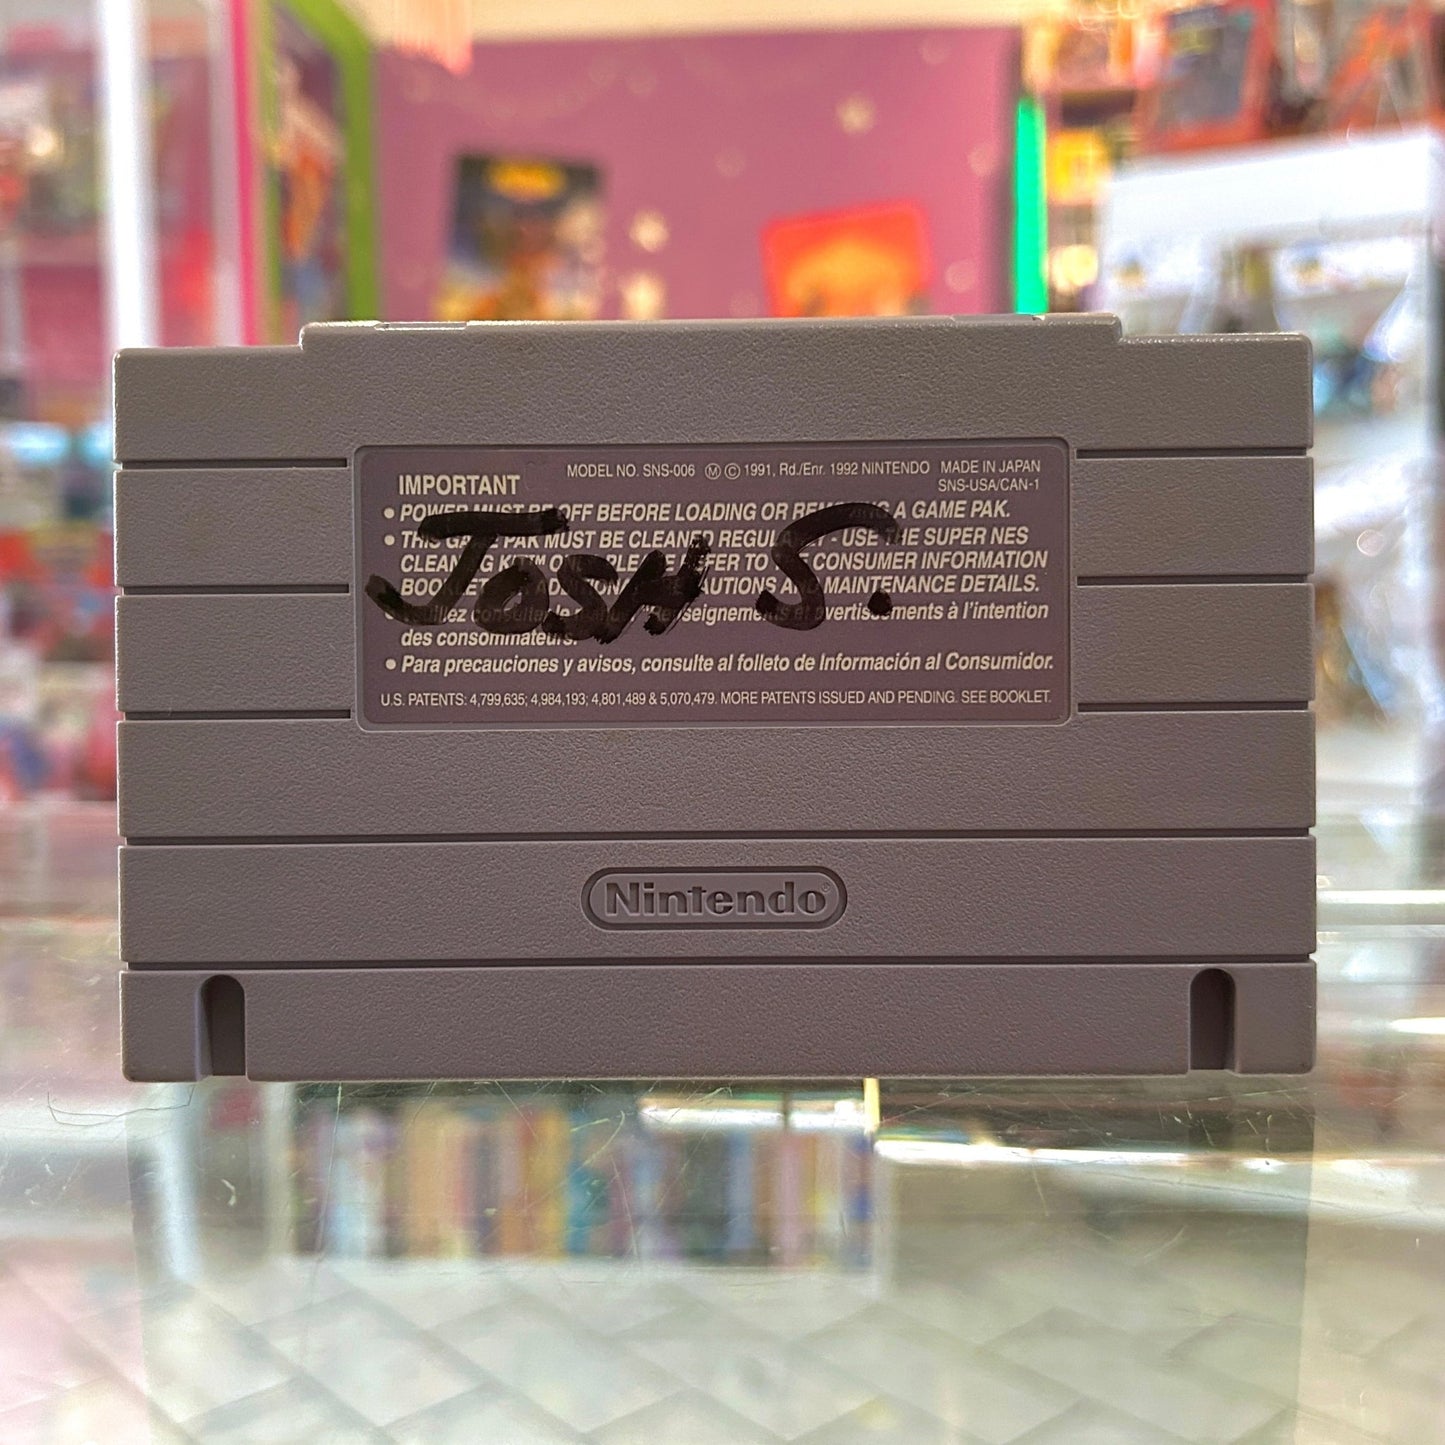 MODEL NO. SNS-006 Ⓜ © 1991, Rd./Enr. 1992 NINTENDO MADE IN JAPAN
IMPORTANT SNS-USA/CAN-1
• POWER MUST BE OFF BEFORE LOADING OR REMOVING A GAME PAK.
• THIS GAME PAK MUST BE CLEANED REGULARLY - USE THE SUPER NES
CLEANING KIT™ ONLY. PLEASE REFER TO THE CONSUMER INFORMATION
BOOKLET FOR ADDITIONAL PRECAUTIONS AND MAINTENANCE DETAILS.
• Veuillez consulter le manuel "Renseignements et avertissements à l'intention
des consommateurs.
• Para precauciones y avisos, consulte al folleto de Información al Consumidor.
U.S. PATENTS: 4,799,635; 4,984,193; 4,801,489 & 5,070,479. MORE PATENTS ISSUED AND PENDING. SEE BOOKLET.
Josh S.
Nintendo